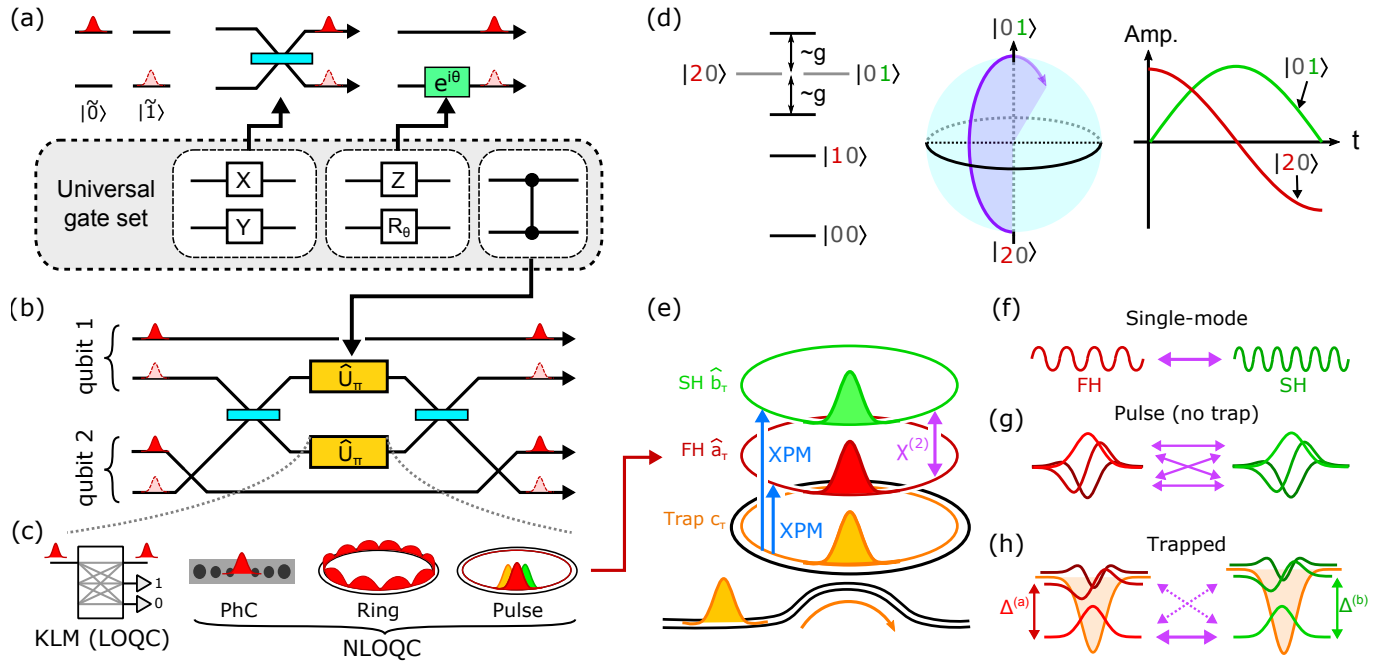 (a)
|0̃⟩ |1̃⟩
e^{iθ}
Universal
gate set
X
Y
Z
R_θ
(b)
qubit 1
qubit 2
Û_π
Û_π
(c)
1
0
KLM (LOQC)
PhC
Ring
Pulse
NLOQC
(d)
|20⟩
~g
~g
|01⟩
|10⟩
|00⟩
|01⟩
|20⟩
Amp.
|01⟩
t
|20⟩
(e)
SH b̂_τ
FH â_τ
XPM
χ^{(2)}
Trap c_τ
XPM
(f)
Single-mode
FH
SH
(g)
Pulse (no trap)
(h)
Trapped
Δ^{(a)}
Δ^{(b)}